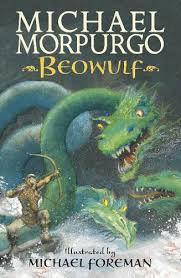 MICHAEL
MORPURGO
BEOWULF
Illustrated by
MICHAEL FOREMAN